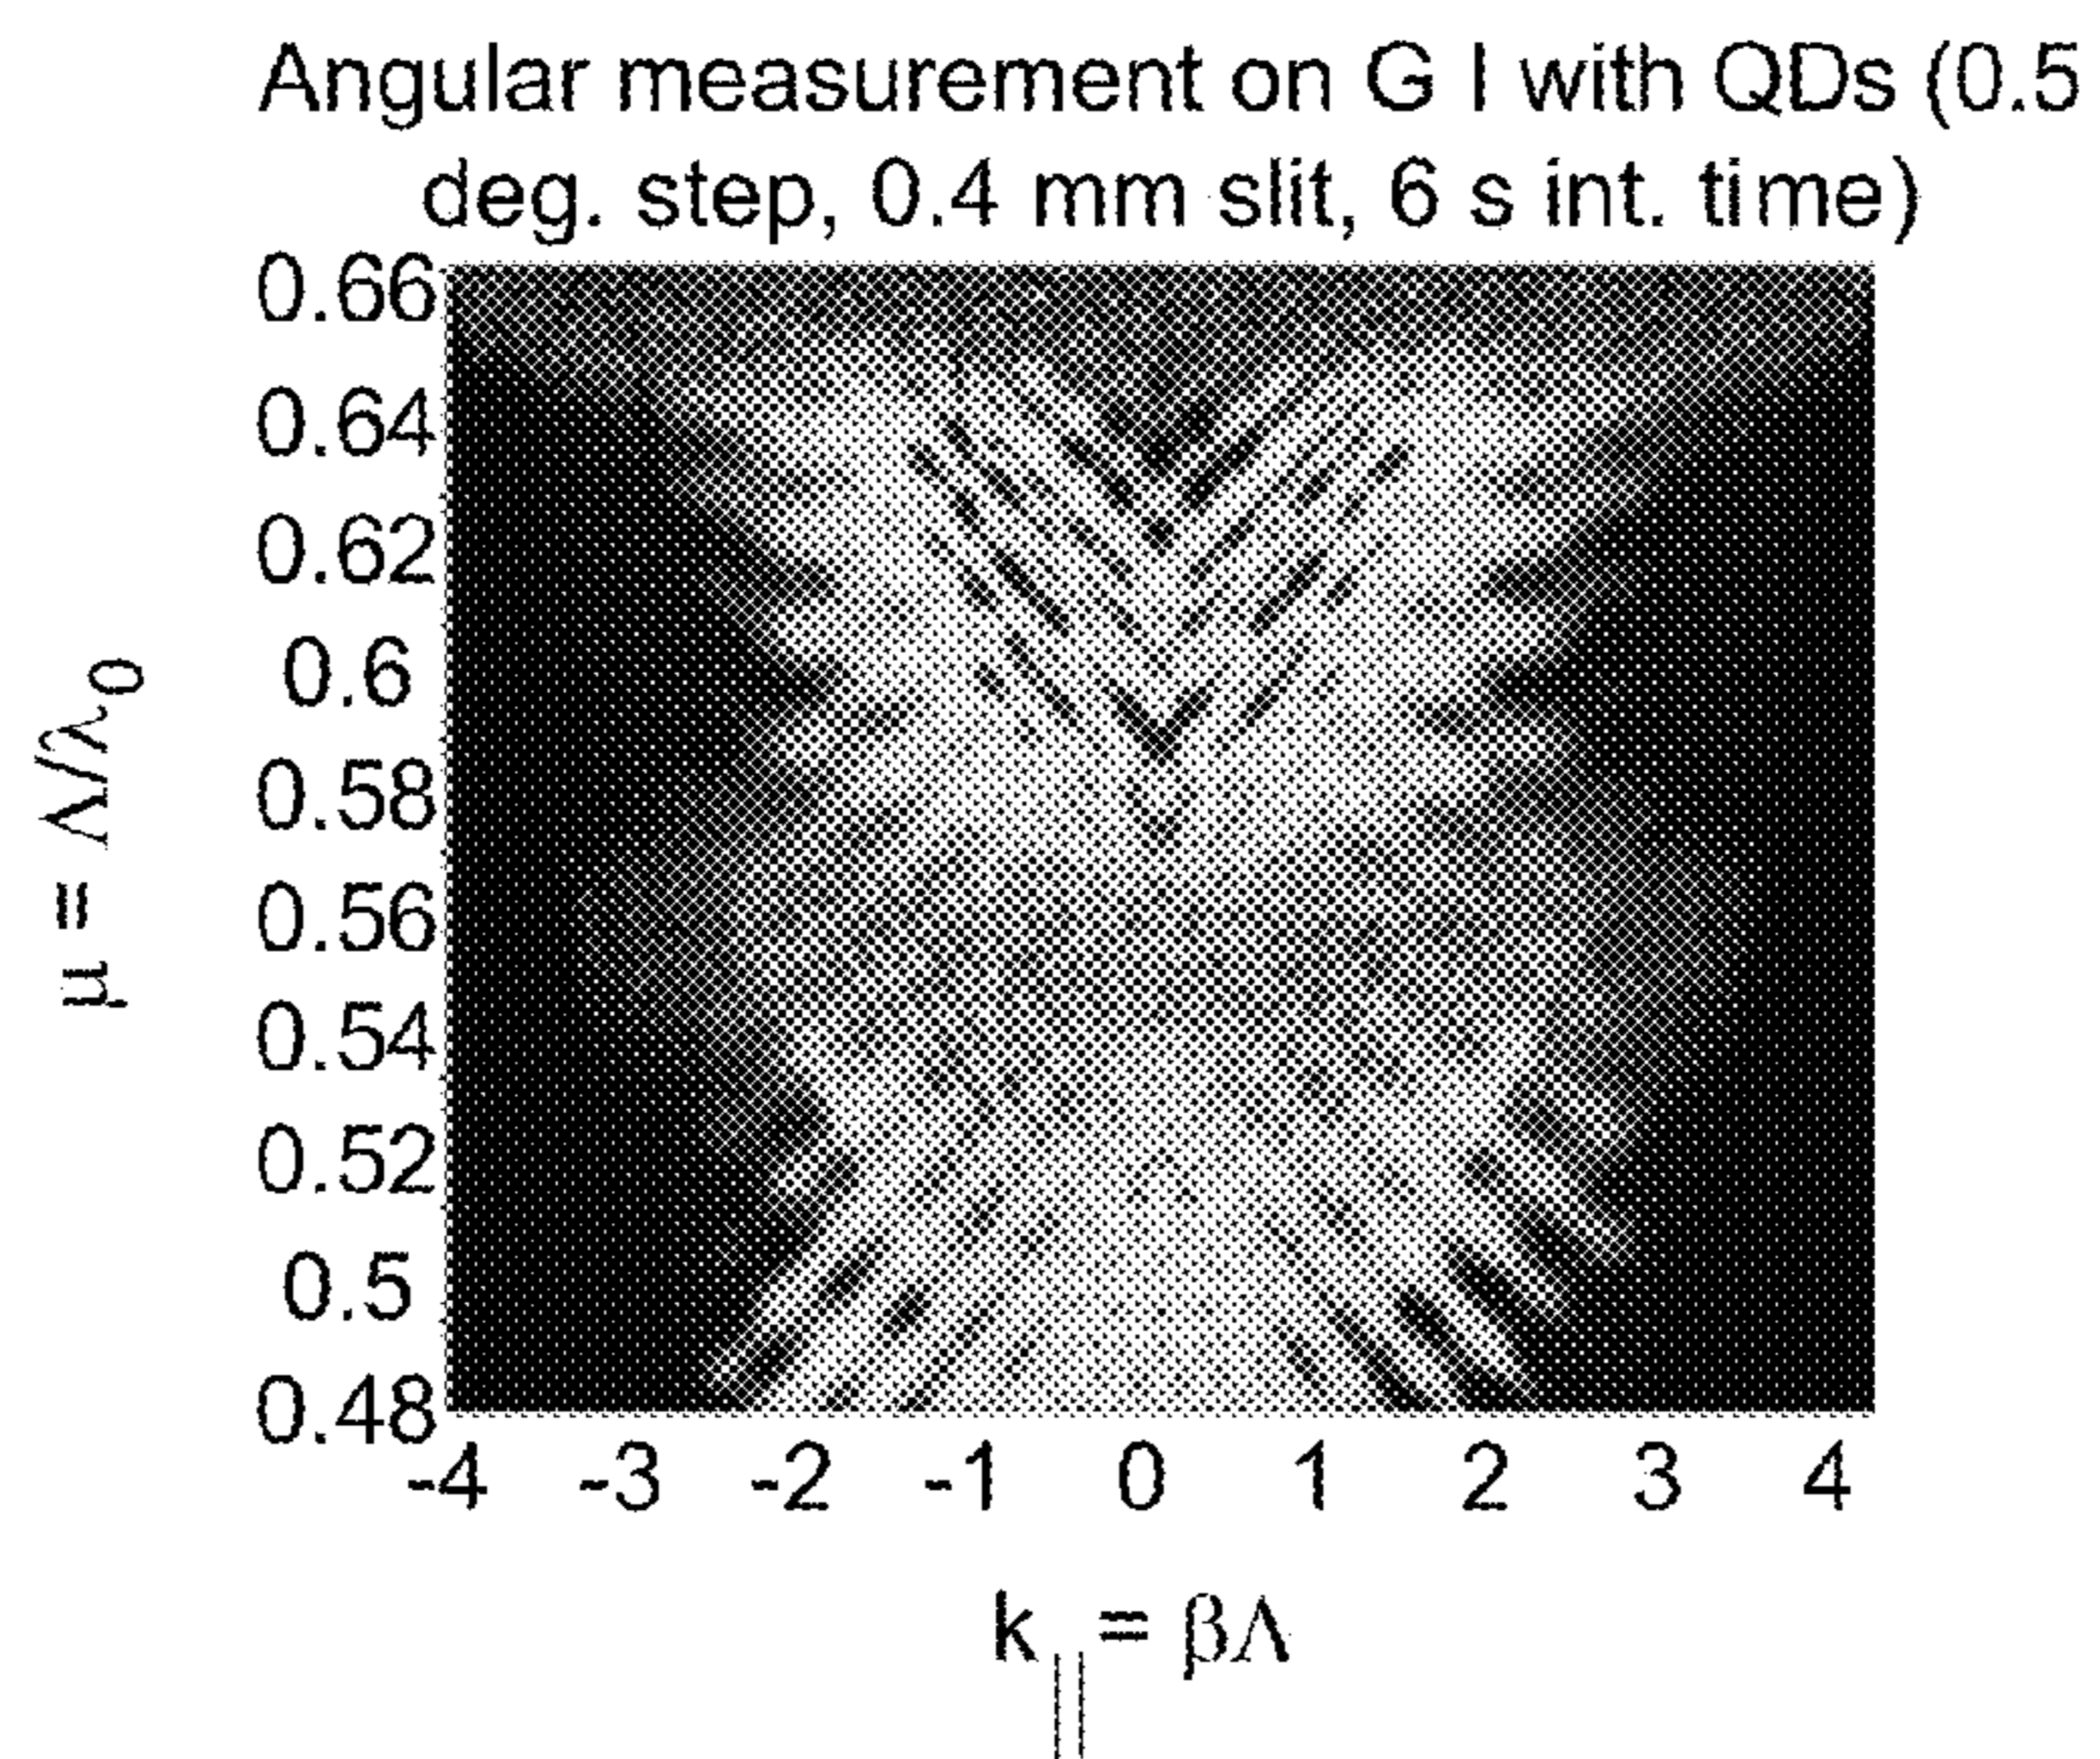 Angular measurement on G I with QDs (0.5
deg. step, 0.4 mm slit, 6 s int. time)
0.66
0.64
0.62
0.6
0.58
0.56
0.54
0.52
0.5
0.48
μ = Λ/λ0
-4 -3 -2 -1 0 1 2 3 4
k|| = βΛ